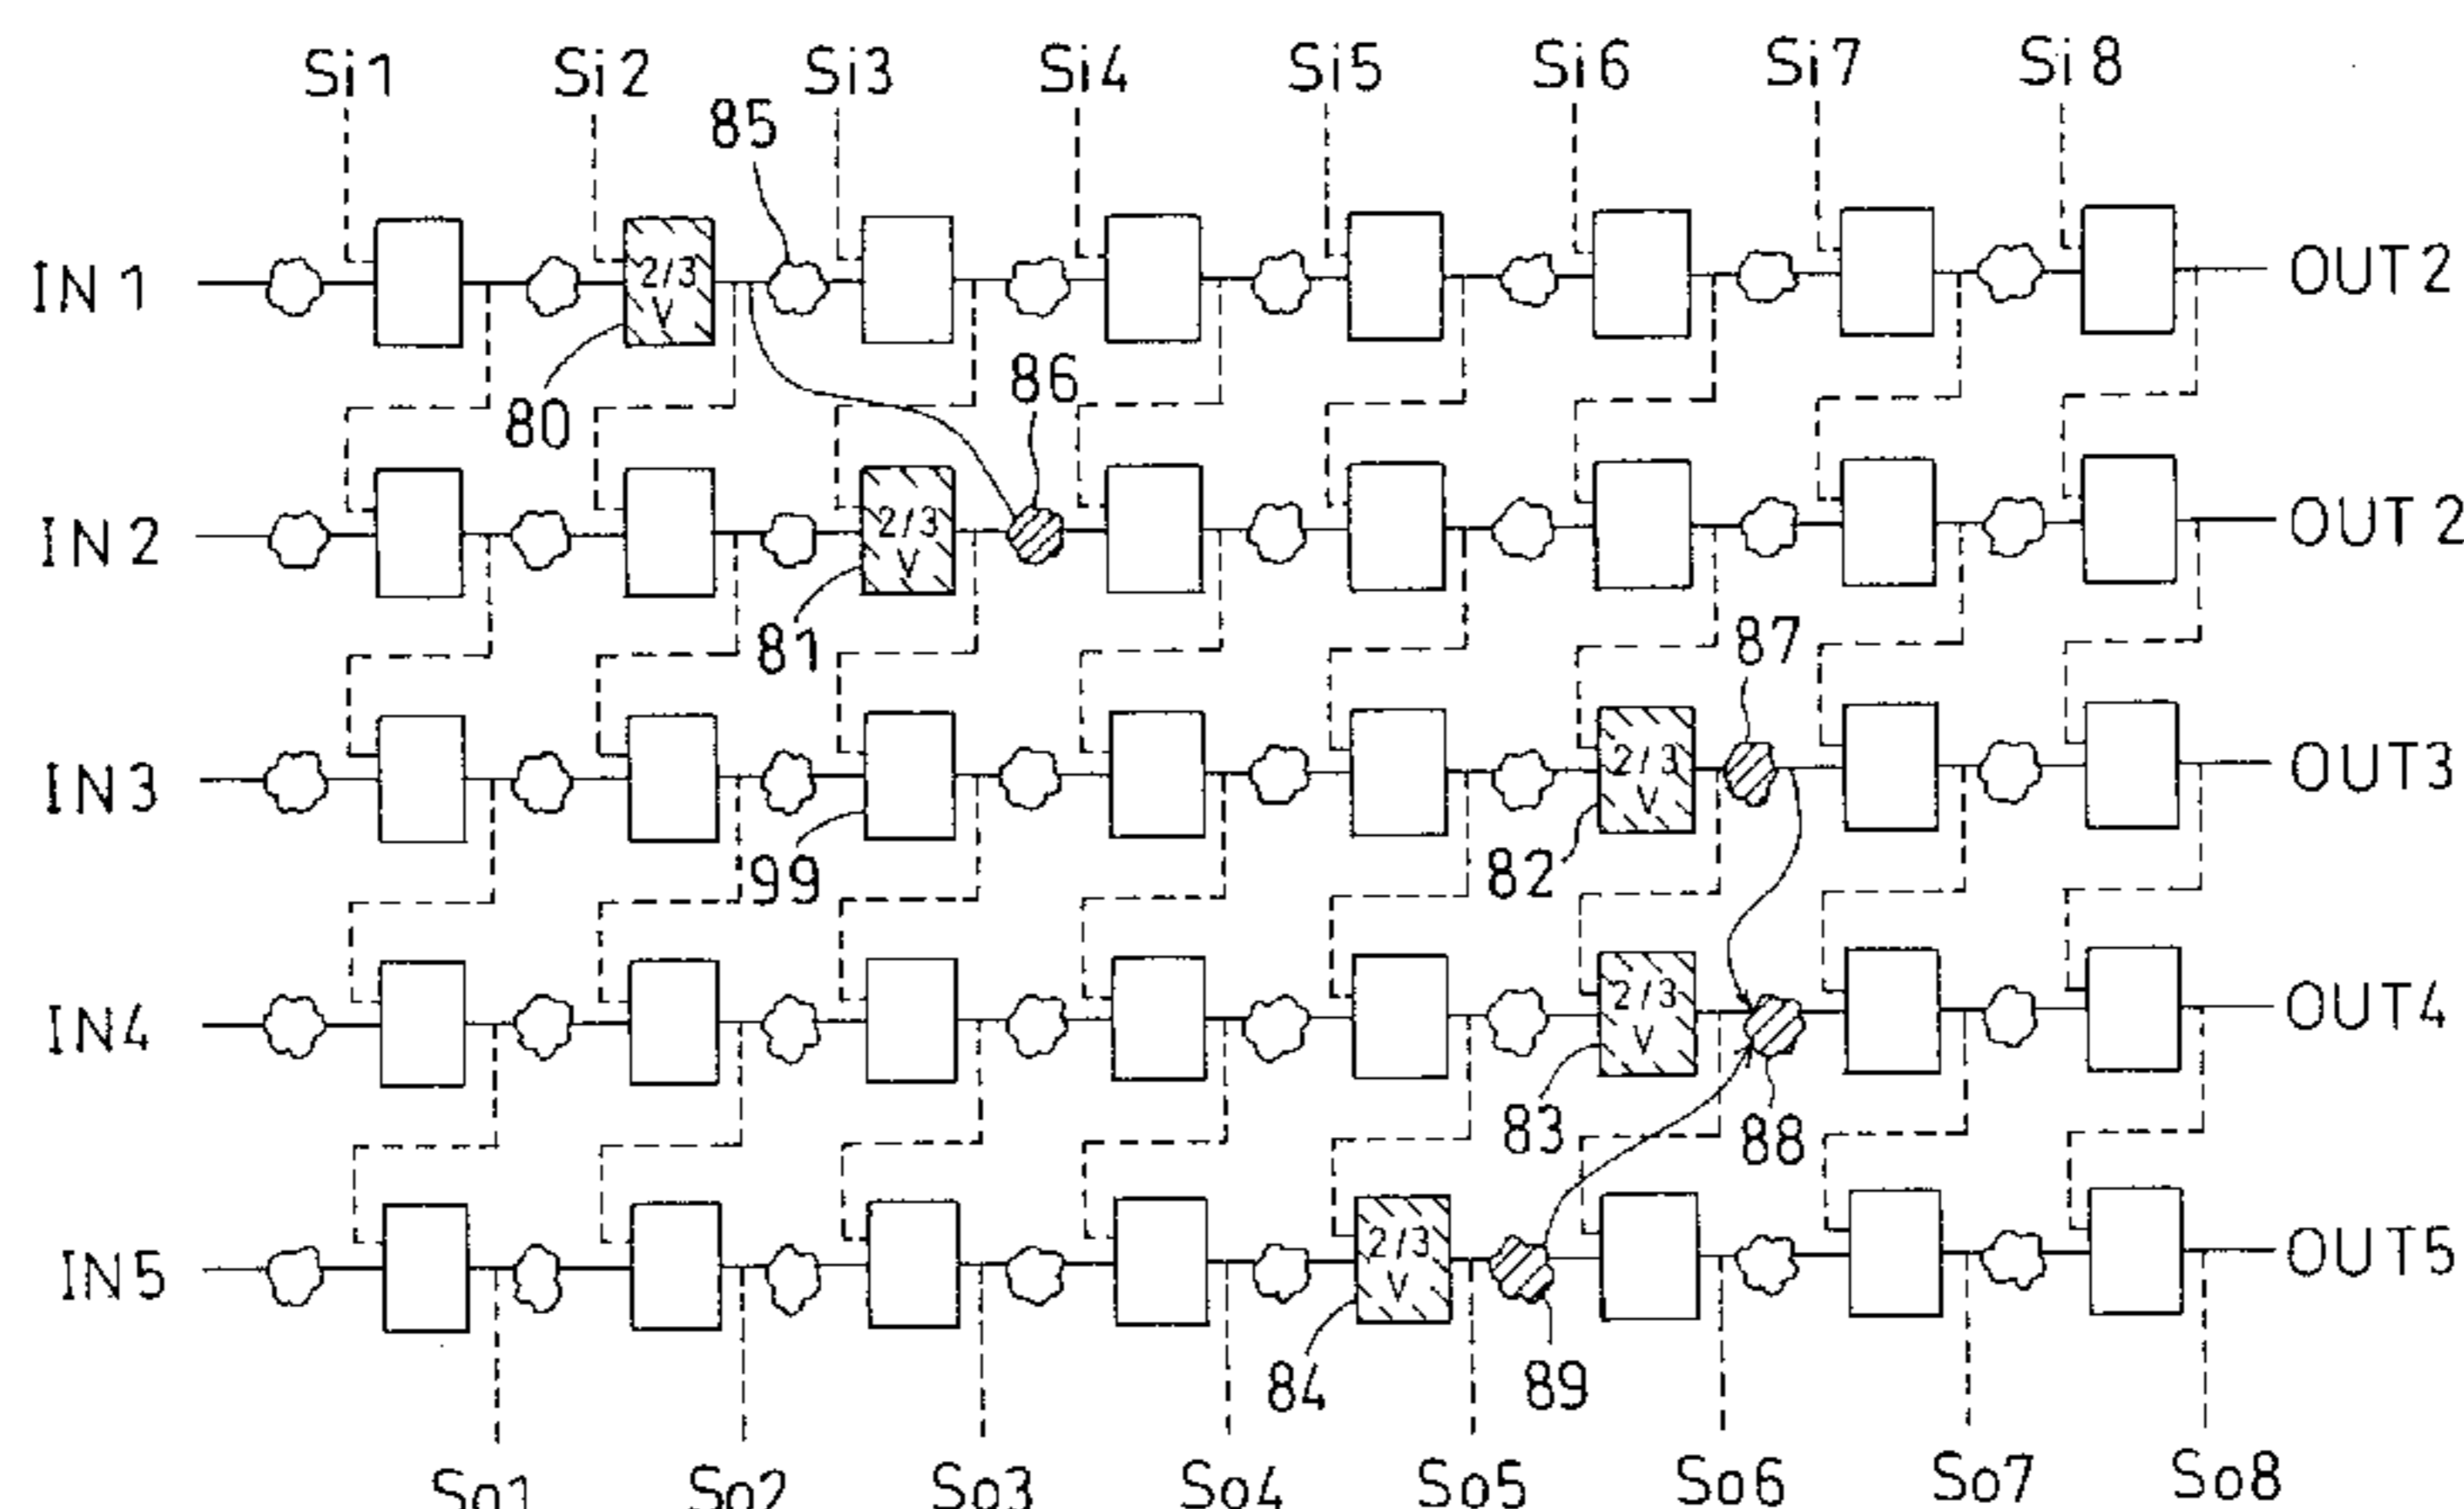 Si1 Si2 Si3 Si4 Si5 Si6 Si7 Si8
85
IN1 2/3 V OUT2
80 86
IN2 2/3 V OUT2
81 87
IN3 2/3 V OUT3
99 82
IN4 2/3 V OUT4
83 88
IN5 2/3 V OUT5
84 89
So1 So2 So3 So4 So5 So6 So7 So8